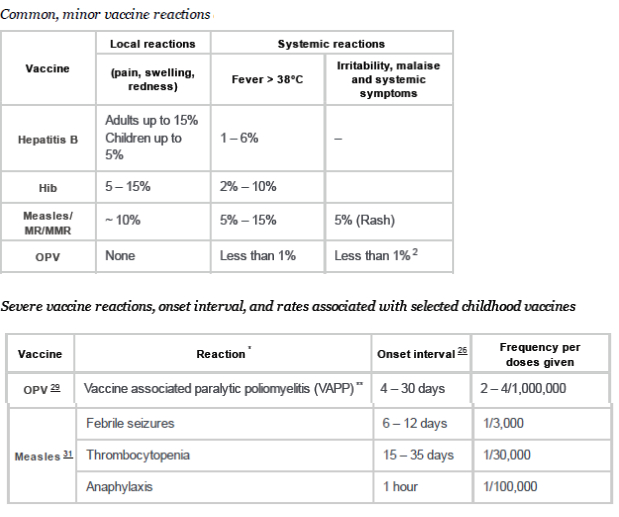 Common, minor vaccine reactions
Local reactions Systemic reactions
Vaccine (pain, swelling, redness) Fever > 38ºC Irritability, malaise and systemic symptoms
Hepatitis B Adults up to 15% Children up to 5% 1 – 6% –
Hib 5 – 15% 2% – 10%
Measles/ MR/MMR ~ 10% 5% – 15% 5% (Rash)
OPV None Less than 1% Less than 1% 2
Severe vaccine reactions, onset interval, and rates associated with selected childhood vaccines
Vaccine Reaction * Onset interval 26 Frequency per doses given
OPV 29 Vaccine associated paralytic poliomyelitis (VAPP) ** 4 – 30 days 2 – 4/1,000,000
Measles 31 Febrile seizures 6 – 12 days 1/3,000
Thrombocytopenia 15 – 35 days 1/30,000
Anaphylaxis 1 hour 1/100,000